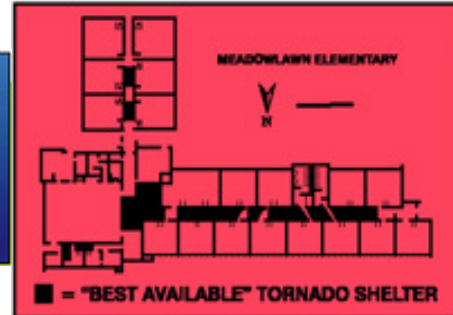 MEADOWLAWN ELEMENTARY
N
= "BEST AVAILABLE" TORNADO SHELTER